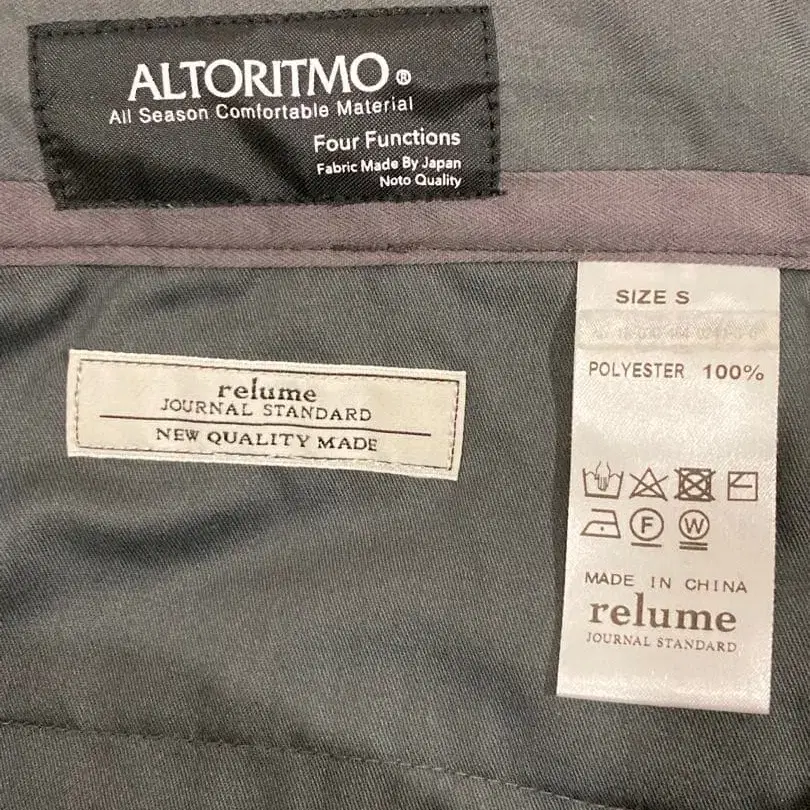 ALTORITMO®
All Season Comfortable Material
Four Functions
Fabric Made By Japan
Noto Quality
relume
JOURNAL STANDARD
NEW QUALITY MADE
SIZE S
POLYESTER 100%
F W
MADE IN CHINA
relume
JOURNAL STANDARD